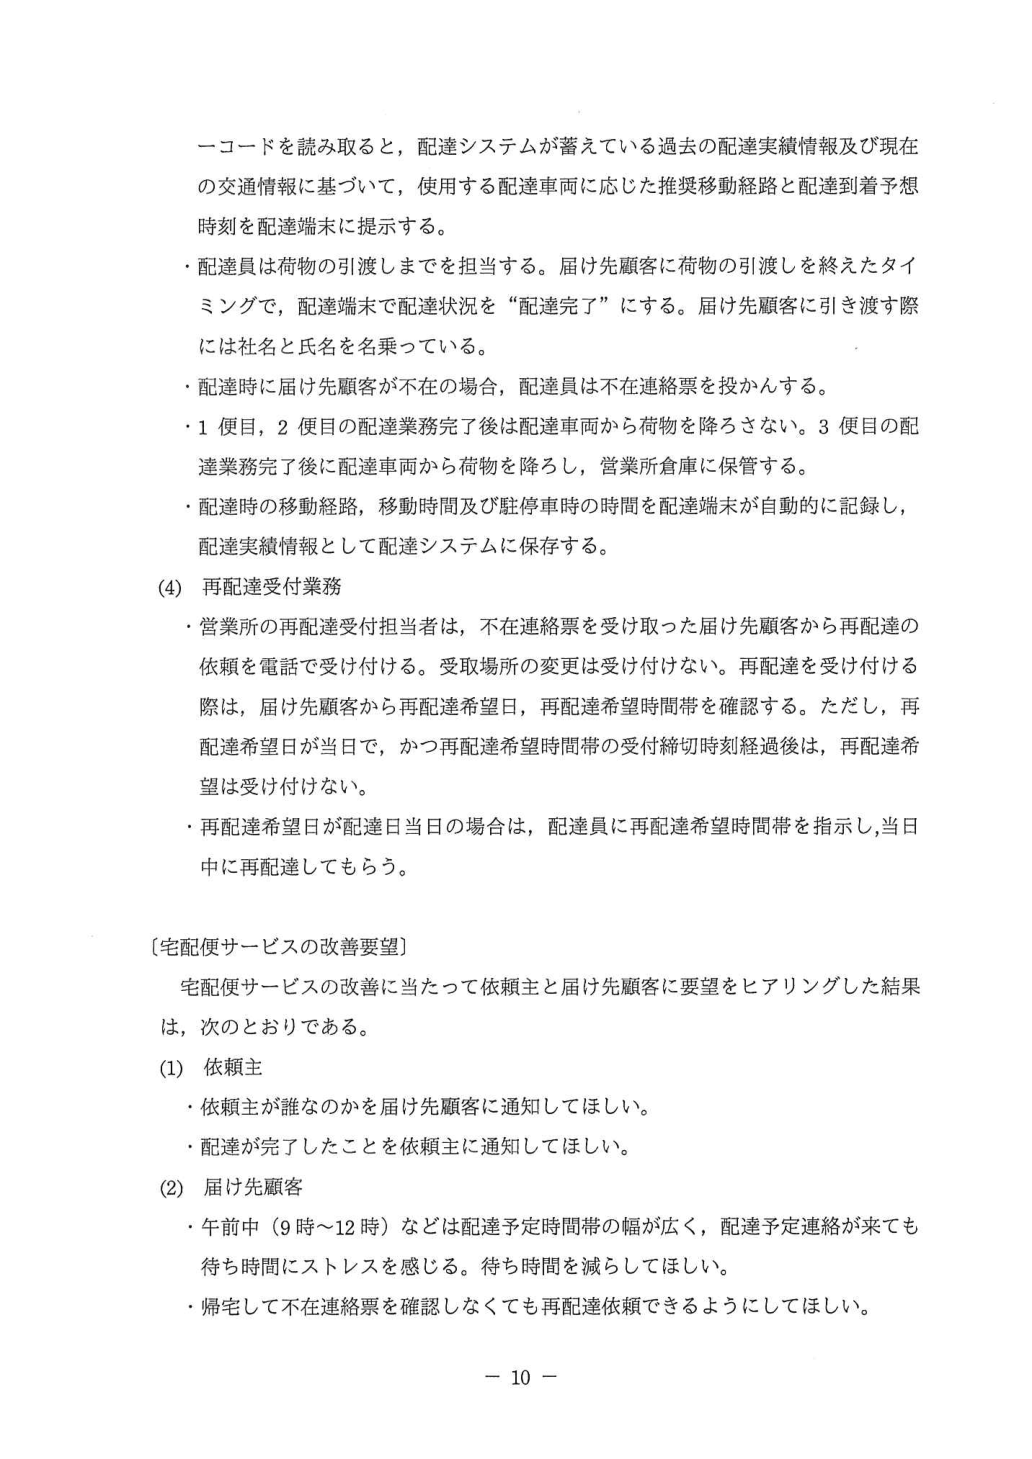 ーコードを読み取ると，配達システムが蓄えている過去の配達実績情報及び現在
の交通情報に基づいて，使用する配達車両に応じた推奨移動経路と配達到着予想
時刻を配達端末に提示する。
・配達員は荷物の引渡しまでを担当する。届け先顧客に荷物の引渡しを終えたタイ
ミングで，配達端末で配達状況を“配達完了”にする。届け先顧客に引き渡す際
には社名と氏名を名乗っている。
・配達時に届け先顧客が不在の場合，配達員は不在連絡票を投かんする。
・1 便目，2 便目の配達業務完了後は配達車両から荷物を降ろさない。3 便目の配
達業務完了後に配達車両から荷物を降ろし，営業所倉庫に保管する。
・配達時の移動経路，移動時間及び駐停車時の時間を配達端末が自動的に記録し，
配達実績情報として配達システムに保存する。
(4) 再配達受付業務
・営業所の再配達受付担当者は，不在連絡票を受け取った届け先顧客から再配達の
依頼を電話で受け付ける。受取場所の変更は受け付けない。再配達を受け付ける
際は，届け先顧客から再配達希望日，再配達希望時間帯を確認する。ただし，再
配達希望日が当日で，かつ再配達希望時間帯の受付締切時刻経過後は，再配達希
望は受け付けない。
・再配達希望日が配達日当日の場合は，配達員に再配達希望時間帯を指示し,当日
中に再配達してもらう。
〔宅配便サービスの改善要望〕
宅配便サービスの改善に当たって依頼主と届け先顧客に要望をヒアリングした結果
は，次のとおりである。
(1) 依頼主
・依頼主が誰なのかを届け先顧客に通知してほしい。
・配達が完了したことを依頼主に通知してほしい。
(2) 届け先顧客
・午前中（9 時～12 時）などは配達予定時間帯の幅が広く，配達予定連絡が来ても
待ち時間にストレスを感じる。待ち時間を減らしてほしい。
・帰宅して不在連絡票を確認しなくても再配達依頼できるようにしてほしい。
－ 10 －